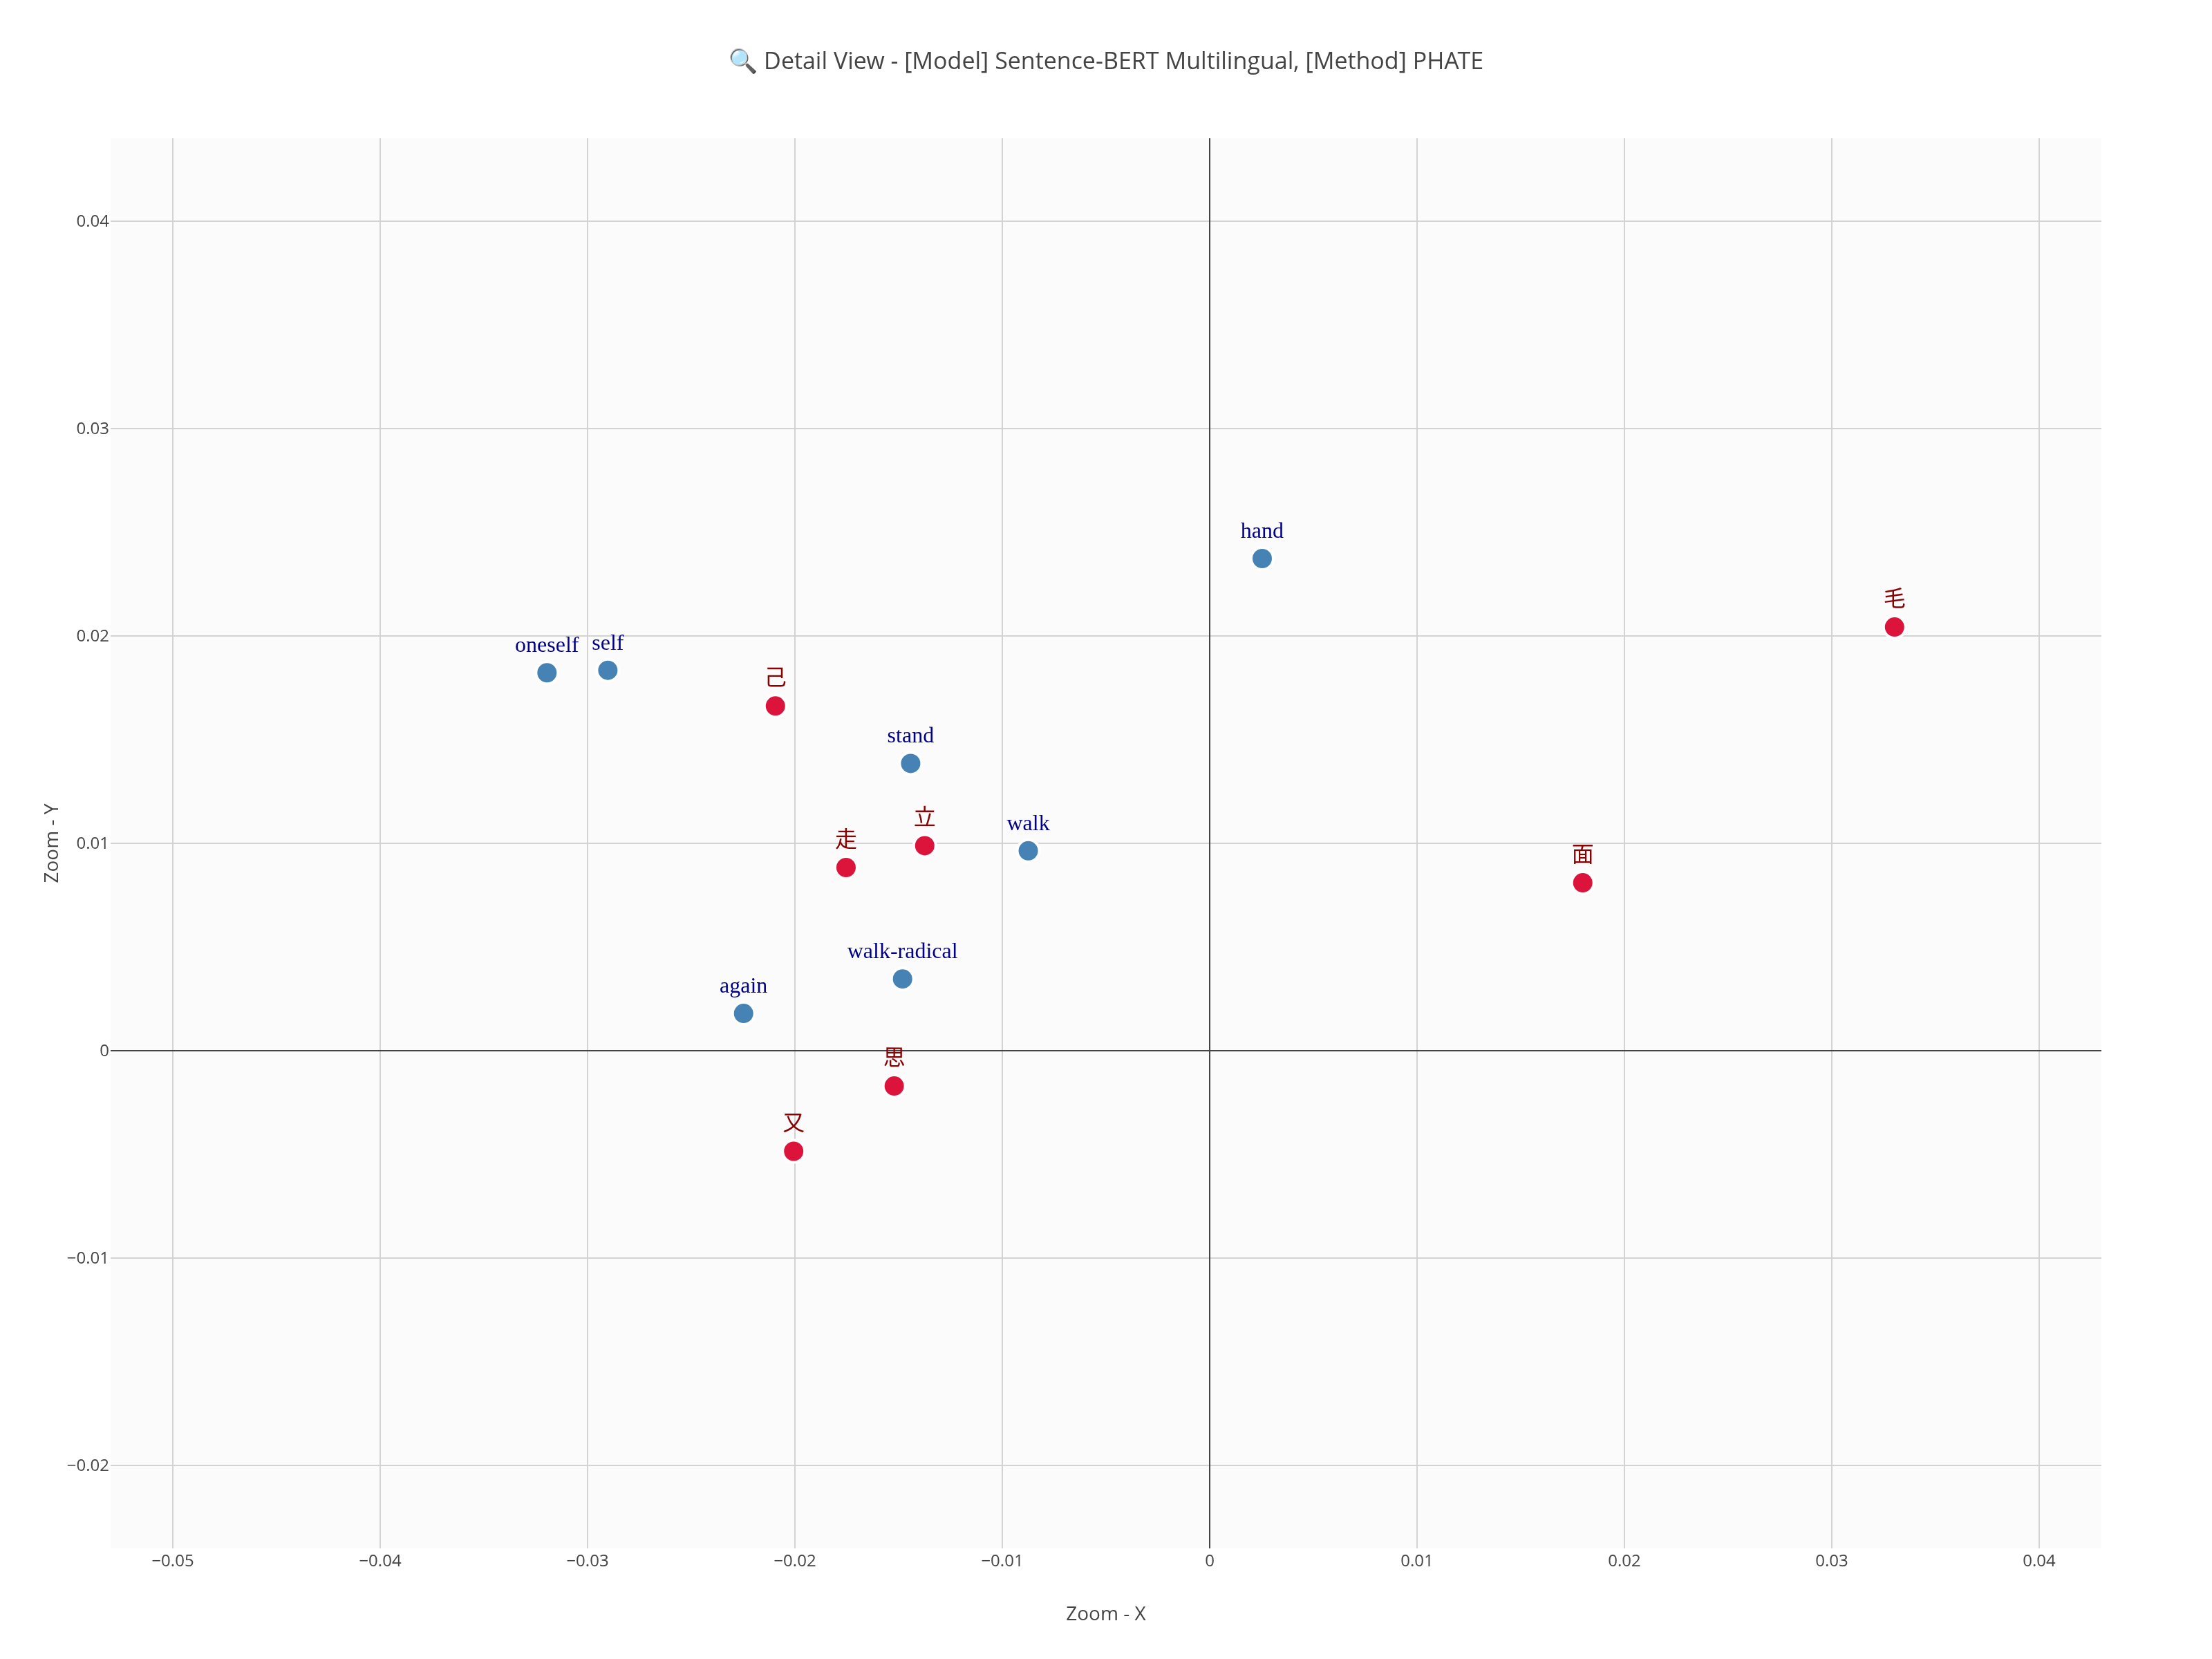 🔍 Detail View - [Model] Sentence-BERT Multilingual, [Method] PHATE
0.04
0.03
hand
毛
0.02
oneself
self
己
stand
立
walk
走
0.01
面
walk-radical
again
0
思
又
−0.01
−0.02
Zoom - Y
−0.05
−0.04
−0.03
−0.02
−0.01
0
0.01
0.02
0.03
0.04
Zoom - X